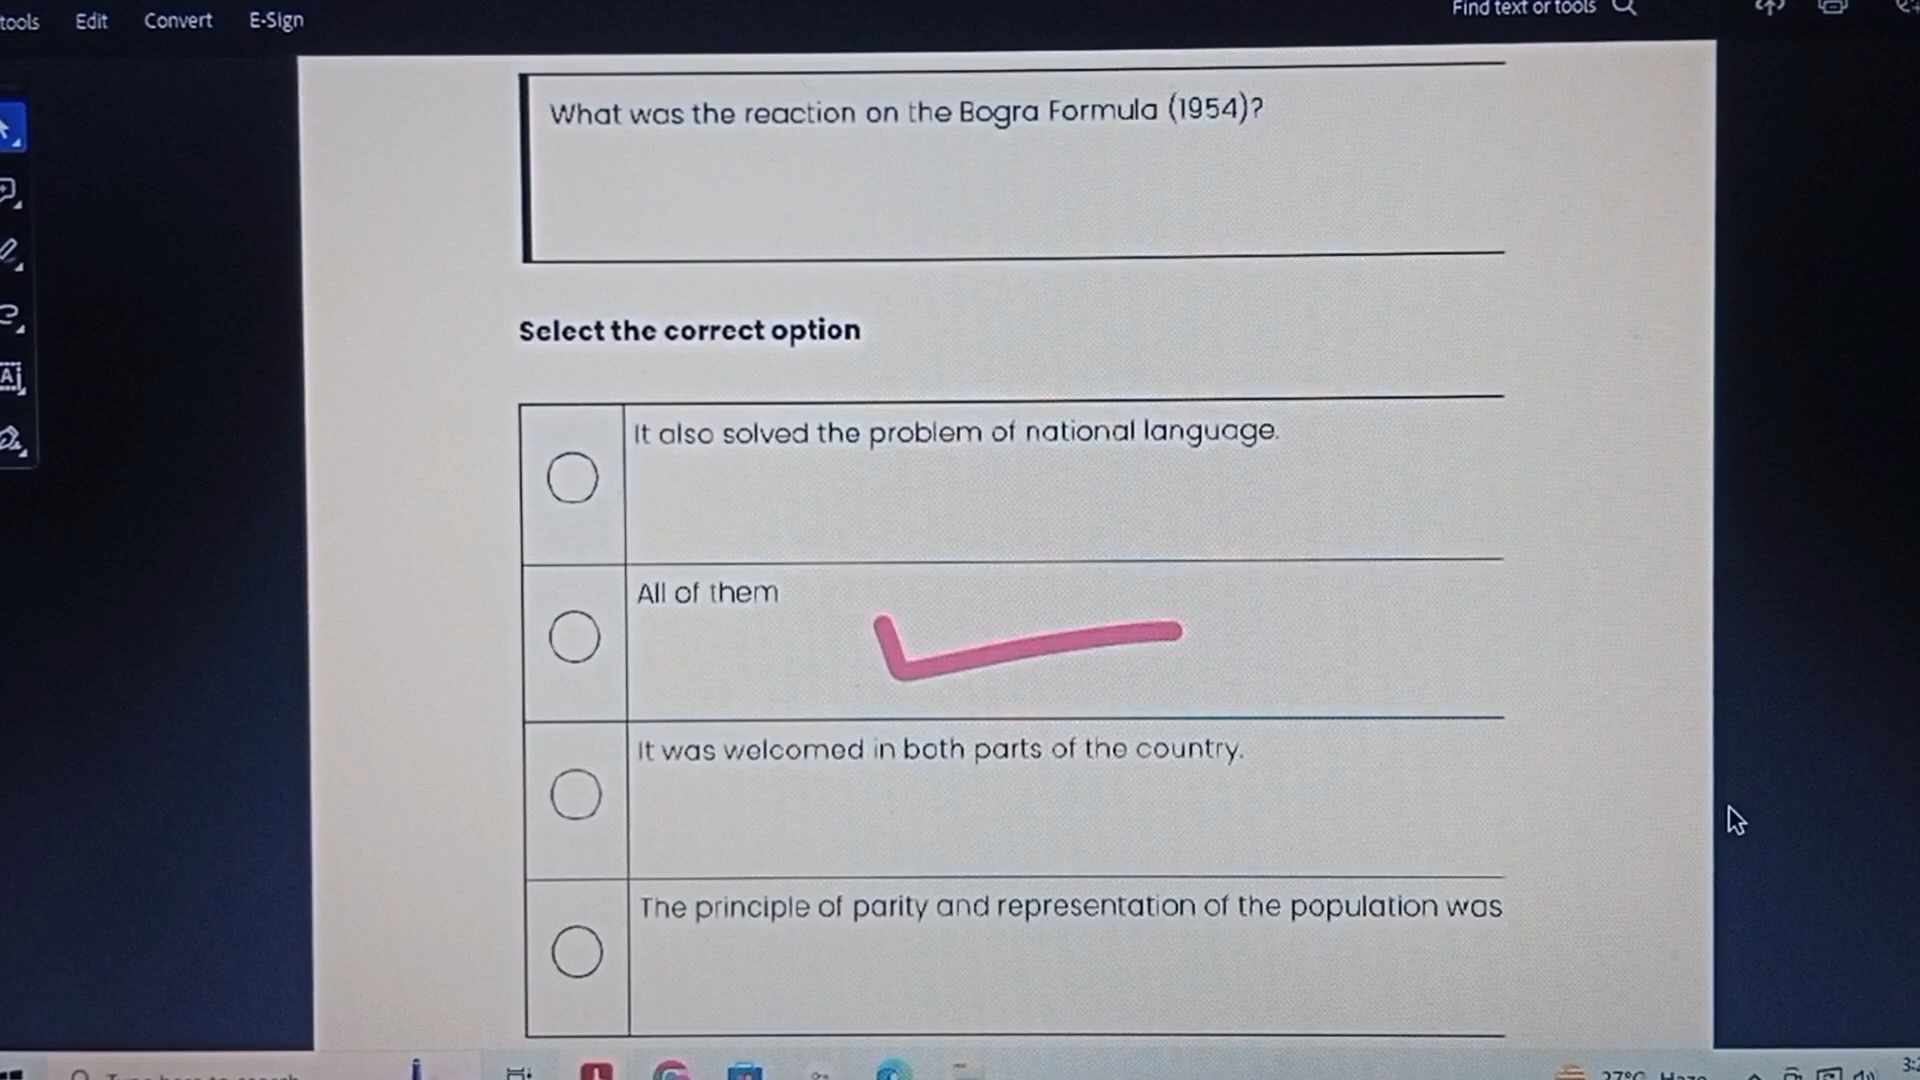 tools Edit Convert E-Sign Find text or tools
What was the reaction on the Bogra Formula (1954)?
Select the correct option
It also solved the problem of national language.
All of them
It was welcomed in both parts of the country.
The principle of parity and representation of the population was
27°C Haze